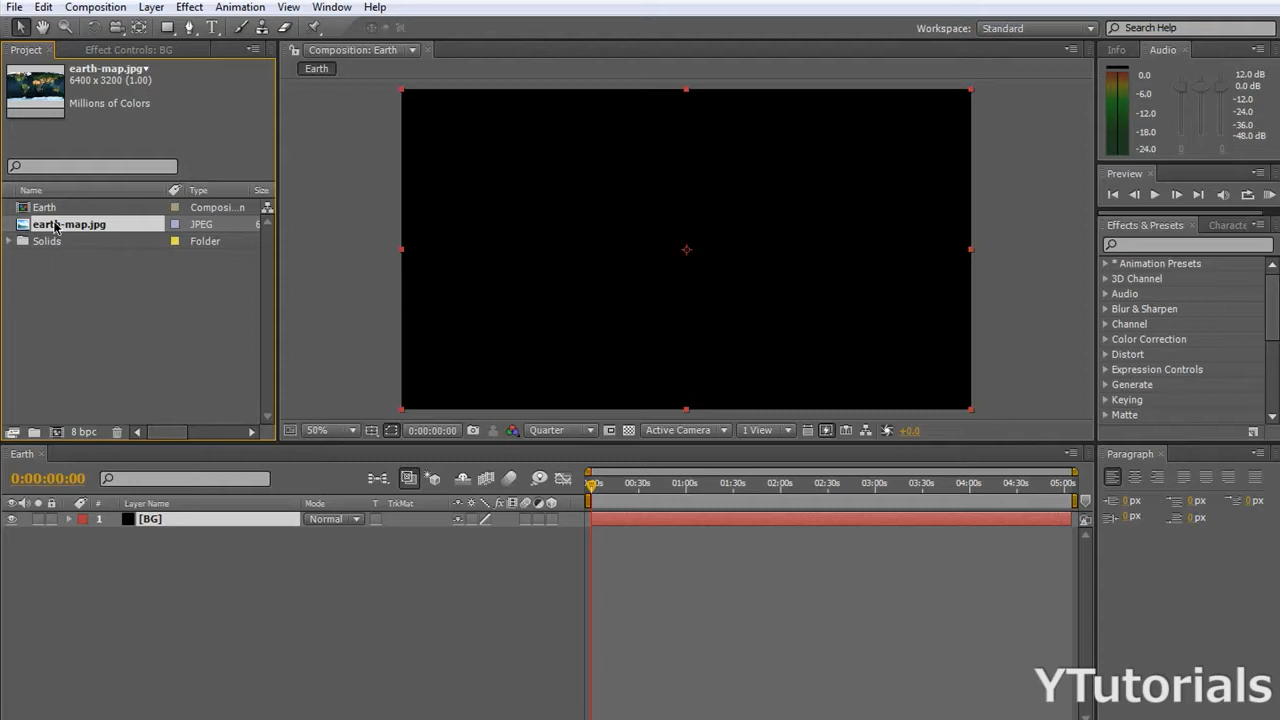 File Edit Composition Layer Effect Animation View Window Help
Workspace: Standard Search Help
Project Effect Controls: BG
Composition: Earth
Info Audio
earth-map.jpg
6400 x 3200 (1.00)
Millions of Colors
Earth
0.0
-6.0
-12.0
-18.0
-24.0
12.0 dB
0.0 dB
-12.0
-24.0
-36.0
-48.0 dB
Preview
Name Type Size
Earth Composi...n
earth-map.jpg JPEG 6
Solids Folder
Effects & Presets Characte
* Animation Presets
3D Channel
Audio
Blur & Sharpen
Channel
Color Correction
Distort
Expression Controls
Generate
Keying
Matte
8 bpc
50% 0:00:00:00 Quarter Active Camera 1 View +0.0
Earth
0:00:00:00
00s 00:30s 01:00s 01:30s 02:00s 02:30s 03:00s 03:30s 04:00s 04:30s 05:00s
# Layer Name Mode T TrkMat
1 [BG] Normal
Paragraph
0 px 0 px 0 px
0 px 0 px
YTutorials